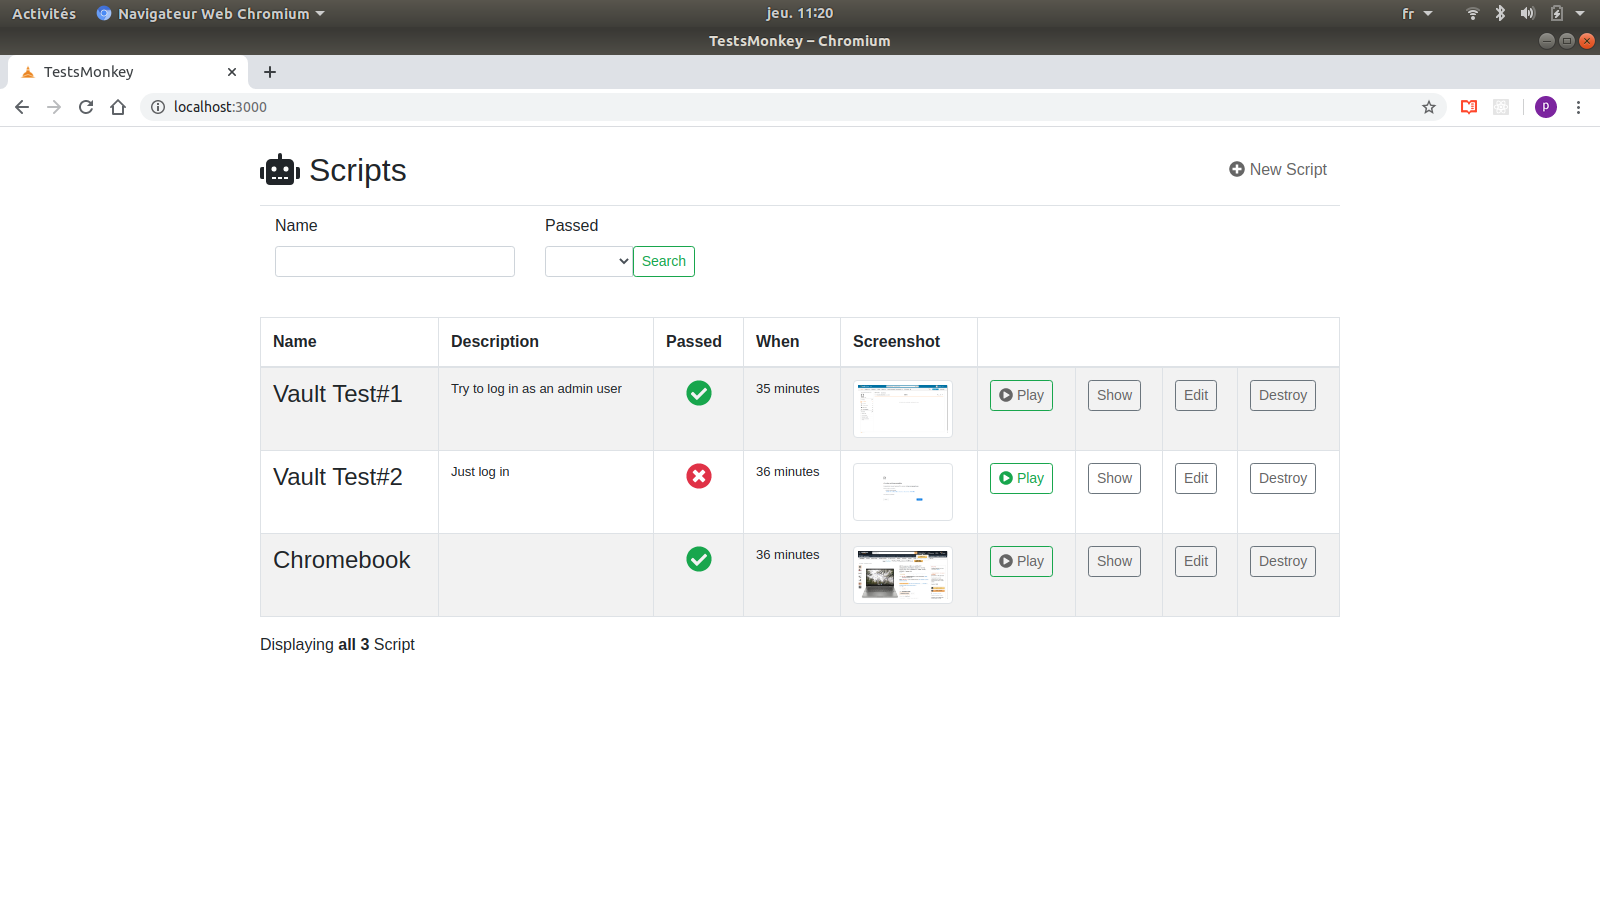 Activités Navigateur Web Chromium jeu. 11:20 fr
TestsMonkey – Chromium
TestsMonkey
localhost:3000 p
Scripts New Script
Name Passed
Search
Name Description Passed When Screenshot
Vault Test#1 Try to log in as an admin user 35 minutes Play Show Edit Destroy
Vault Test#2 Just log in 36 minutes Play Show Edit Destroy
Chromebook 36 minutes Play Show Edit Destroy
Displaying all 3 Script